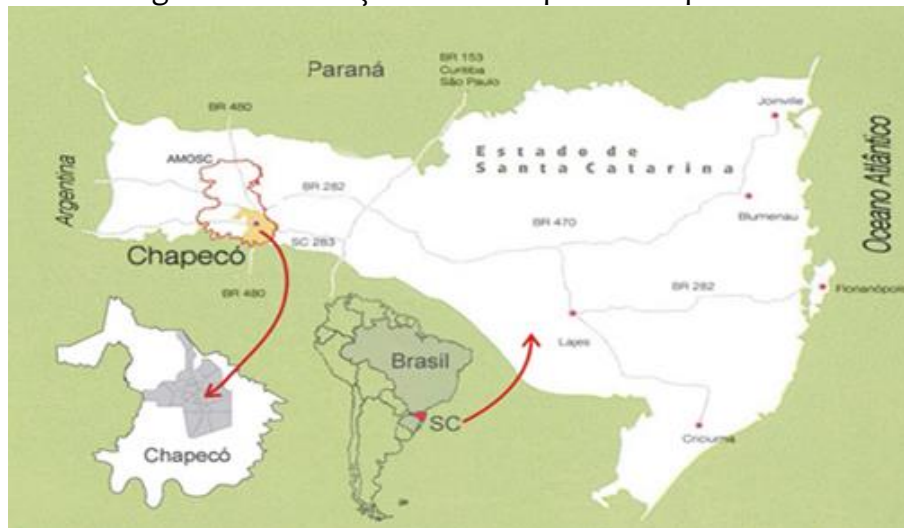 Paraná
BR 153
Curitiba
São Paulo
Joinville
BR 480
AMOSC
Estado de
Santa Catarina
Oceano Atlântico
Argentina
BR 282
Blumenau
BR 470
SC 283
Chapecó
BR 480
BR 282
Florianópolis
Lajes
Brasil
SC
Chapecó
Criciuma